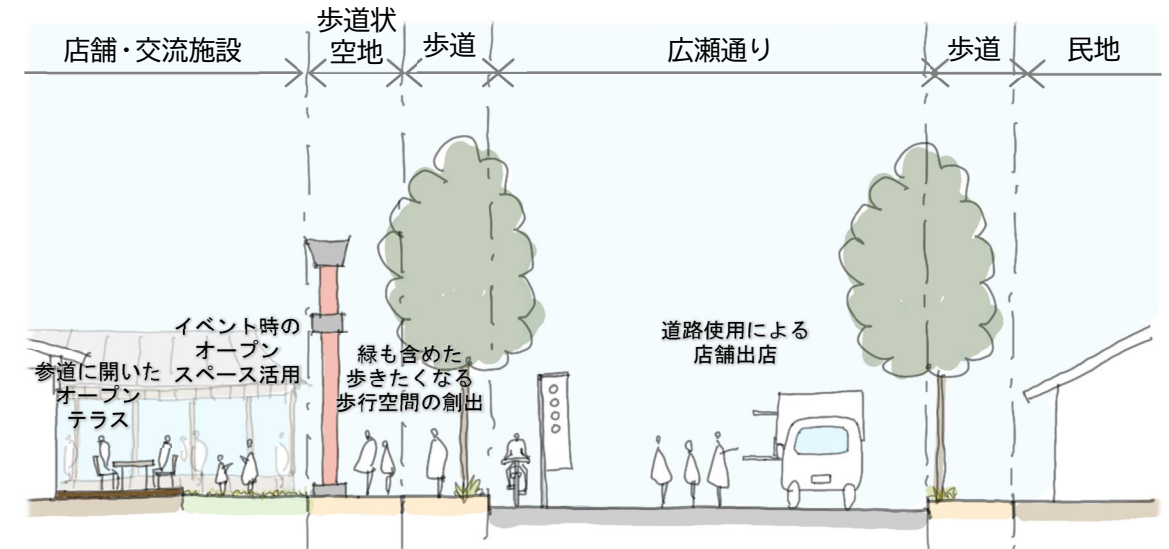 店舗・交流施設
歩道状
空地
歩道
広瀬通り
歩道
民地
イベント時の
オープン
スペース活用
参道に開いた
オープン
テラス
緑も含めた
歩きたくなる
歩行空間の創出
道路使用による
店舗出店